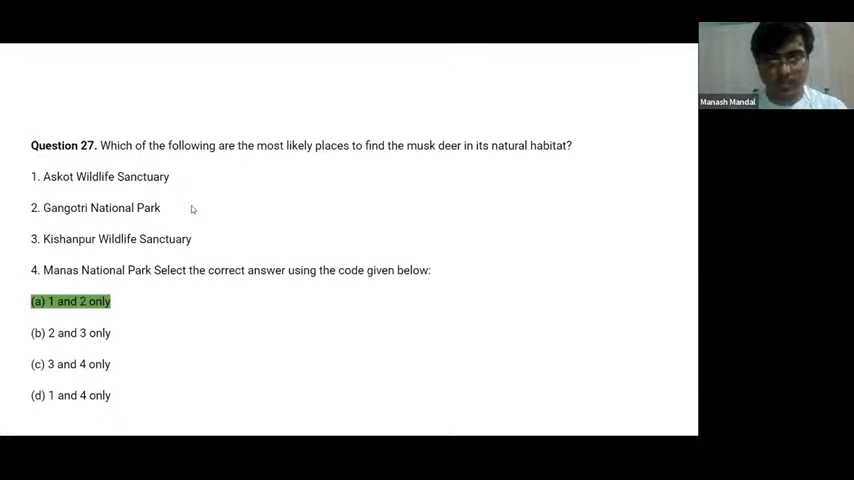 Manash Mandal
Question 27. Which of the following are the most likely places to find the musk deer in its natural habitat?
1. Askot Wildlife Sanctuary
2. Gangotri National Park
3. Kishanpur Wildlife Sanctuary
4. Manas National Park Select the correct answer using the code given below:
(a) 1 and 2 only
(b) 2 and 3 only
(c) 3 and 4 only
(d) 1 and 4 only